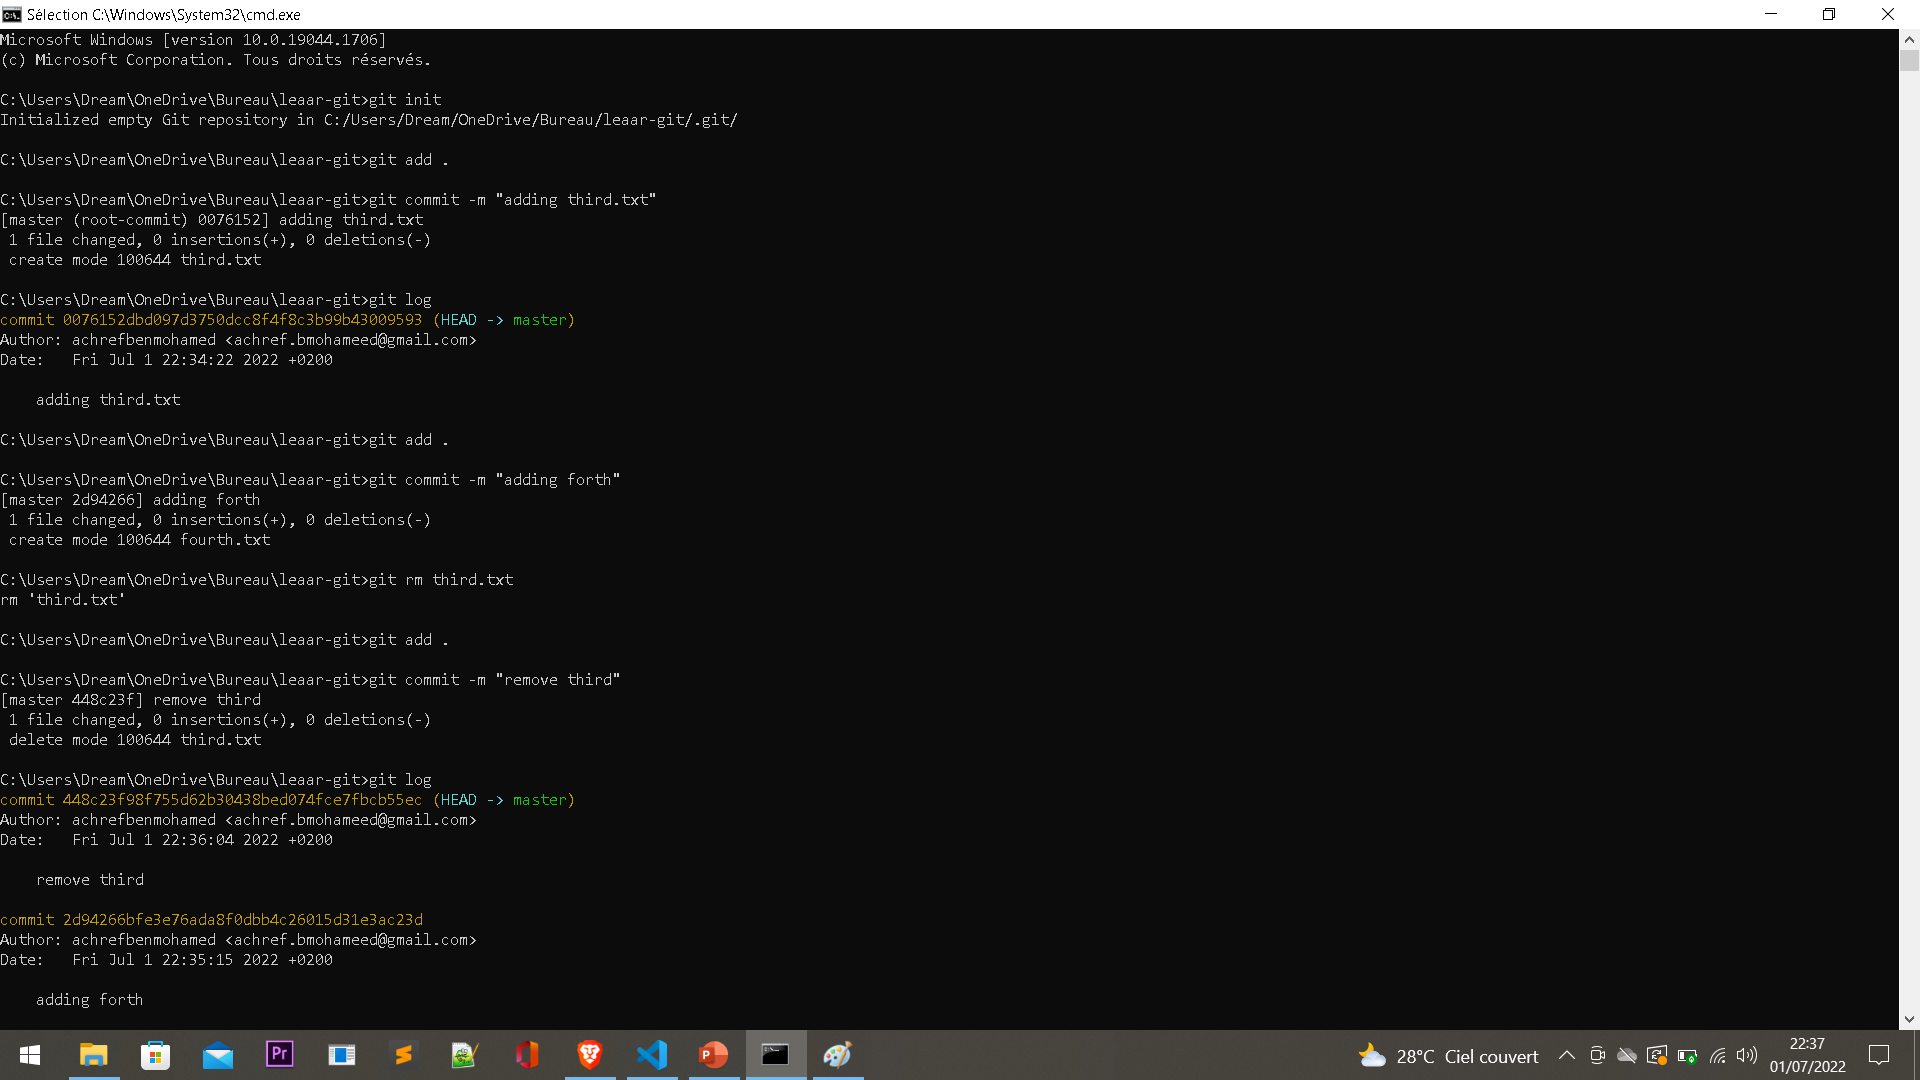 Sélection C:\Windows\System32\cmd.exe
Microsoft Windows [version 10.0.19044.1706]
(c) Microsoft Corporation. Tous droits réservés.
C:\Users\Dream\OneDrive\Bureau\leaar-git>git init
Initialized empty Git repository in C:/Users/Dream/OneDrive/Bureau/leaar-git/.git/
C:\Users\Dream\OneDrive\Bureau\leaar-git>git add .
C:\Users\Dream\OneDrive\Bureau\leaar-git>git commit -m "adding third.txt"
[master (root-commit) 0076152] adding third.txt
 1 file changed, 0 insertions(+), 0 deletions(-)
 create mode 100644 third.txt
C:\Users\Dream\OneDrive\Bureau\leaar-git>git log
commit 0076152dbd097d3750dcc8f4f8c3b99b43009593 (HEAD -> master)
Author: achrefbenmohamed <achref.bmohameed@gmail.com>
Date:   Fri Jul 1 22:34:22 2022 +0200
    adding third.txt
C:\Users\Dream\OneDrive\Bureau\leaar-git>git add .
C:\Users\Dream\OneDrive\Bureau\leaar-git>git commit -m "adding forth"
[master 2d94266] adding forth
 1 file changed, 0 insertions(+), 0 deletions(-)
 create mode 100644 fourth.txt
C:\Users\Dream\OneDrive\Bureau\leaar-git>git rm third.txt
rm 'third.txt'
C:\Users\Dream\OneDrive\Bureau\leaar-git>git add .
C:\Users\Dream\OneDrive\Bureau\leaar-git>git commit -m "remove third"
[master 448c23f] remove third
 1 file changed, 0 insertions(+), 0 deletions(-)
 delete mode 100644 third.txt
C:\Users\Dream\OneDrive\Bureau\leaar-git>git log
commit 448c23f98f755d62b30438bed074fce7fbcb55ec (HEAD -> master)
Author: achrefbenmohamed <achref.bmohameed@gmail.com>
Date:   Fri Jul 1 22:36:04 2022 +0200
    remove third
commit 2d94266bfe3e76ada8f0dbb4c26015d31e3ac23d
Author: achrefbenmohamed <achref.bmohameed@gmail.com>
Date:   Fri Jul 1 22:35:15 2022 +0200
    adding forth
Pr
P
28°C Ciel couvert
22:37
01/07/2022